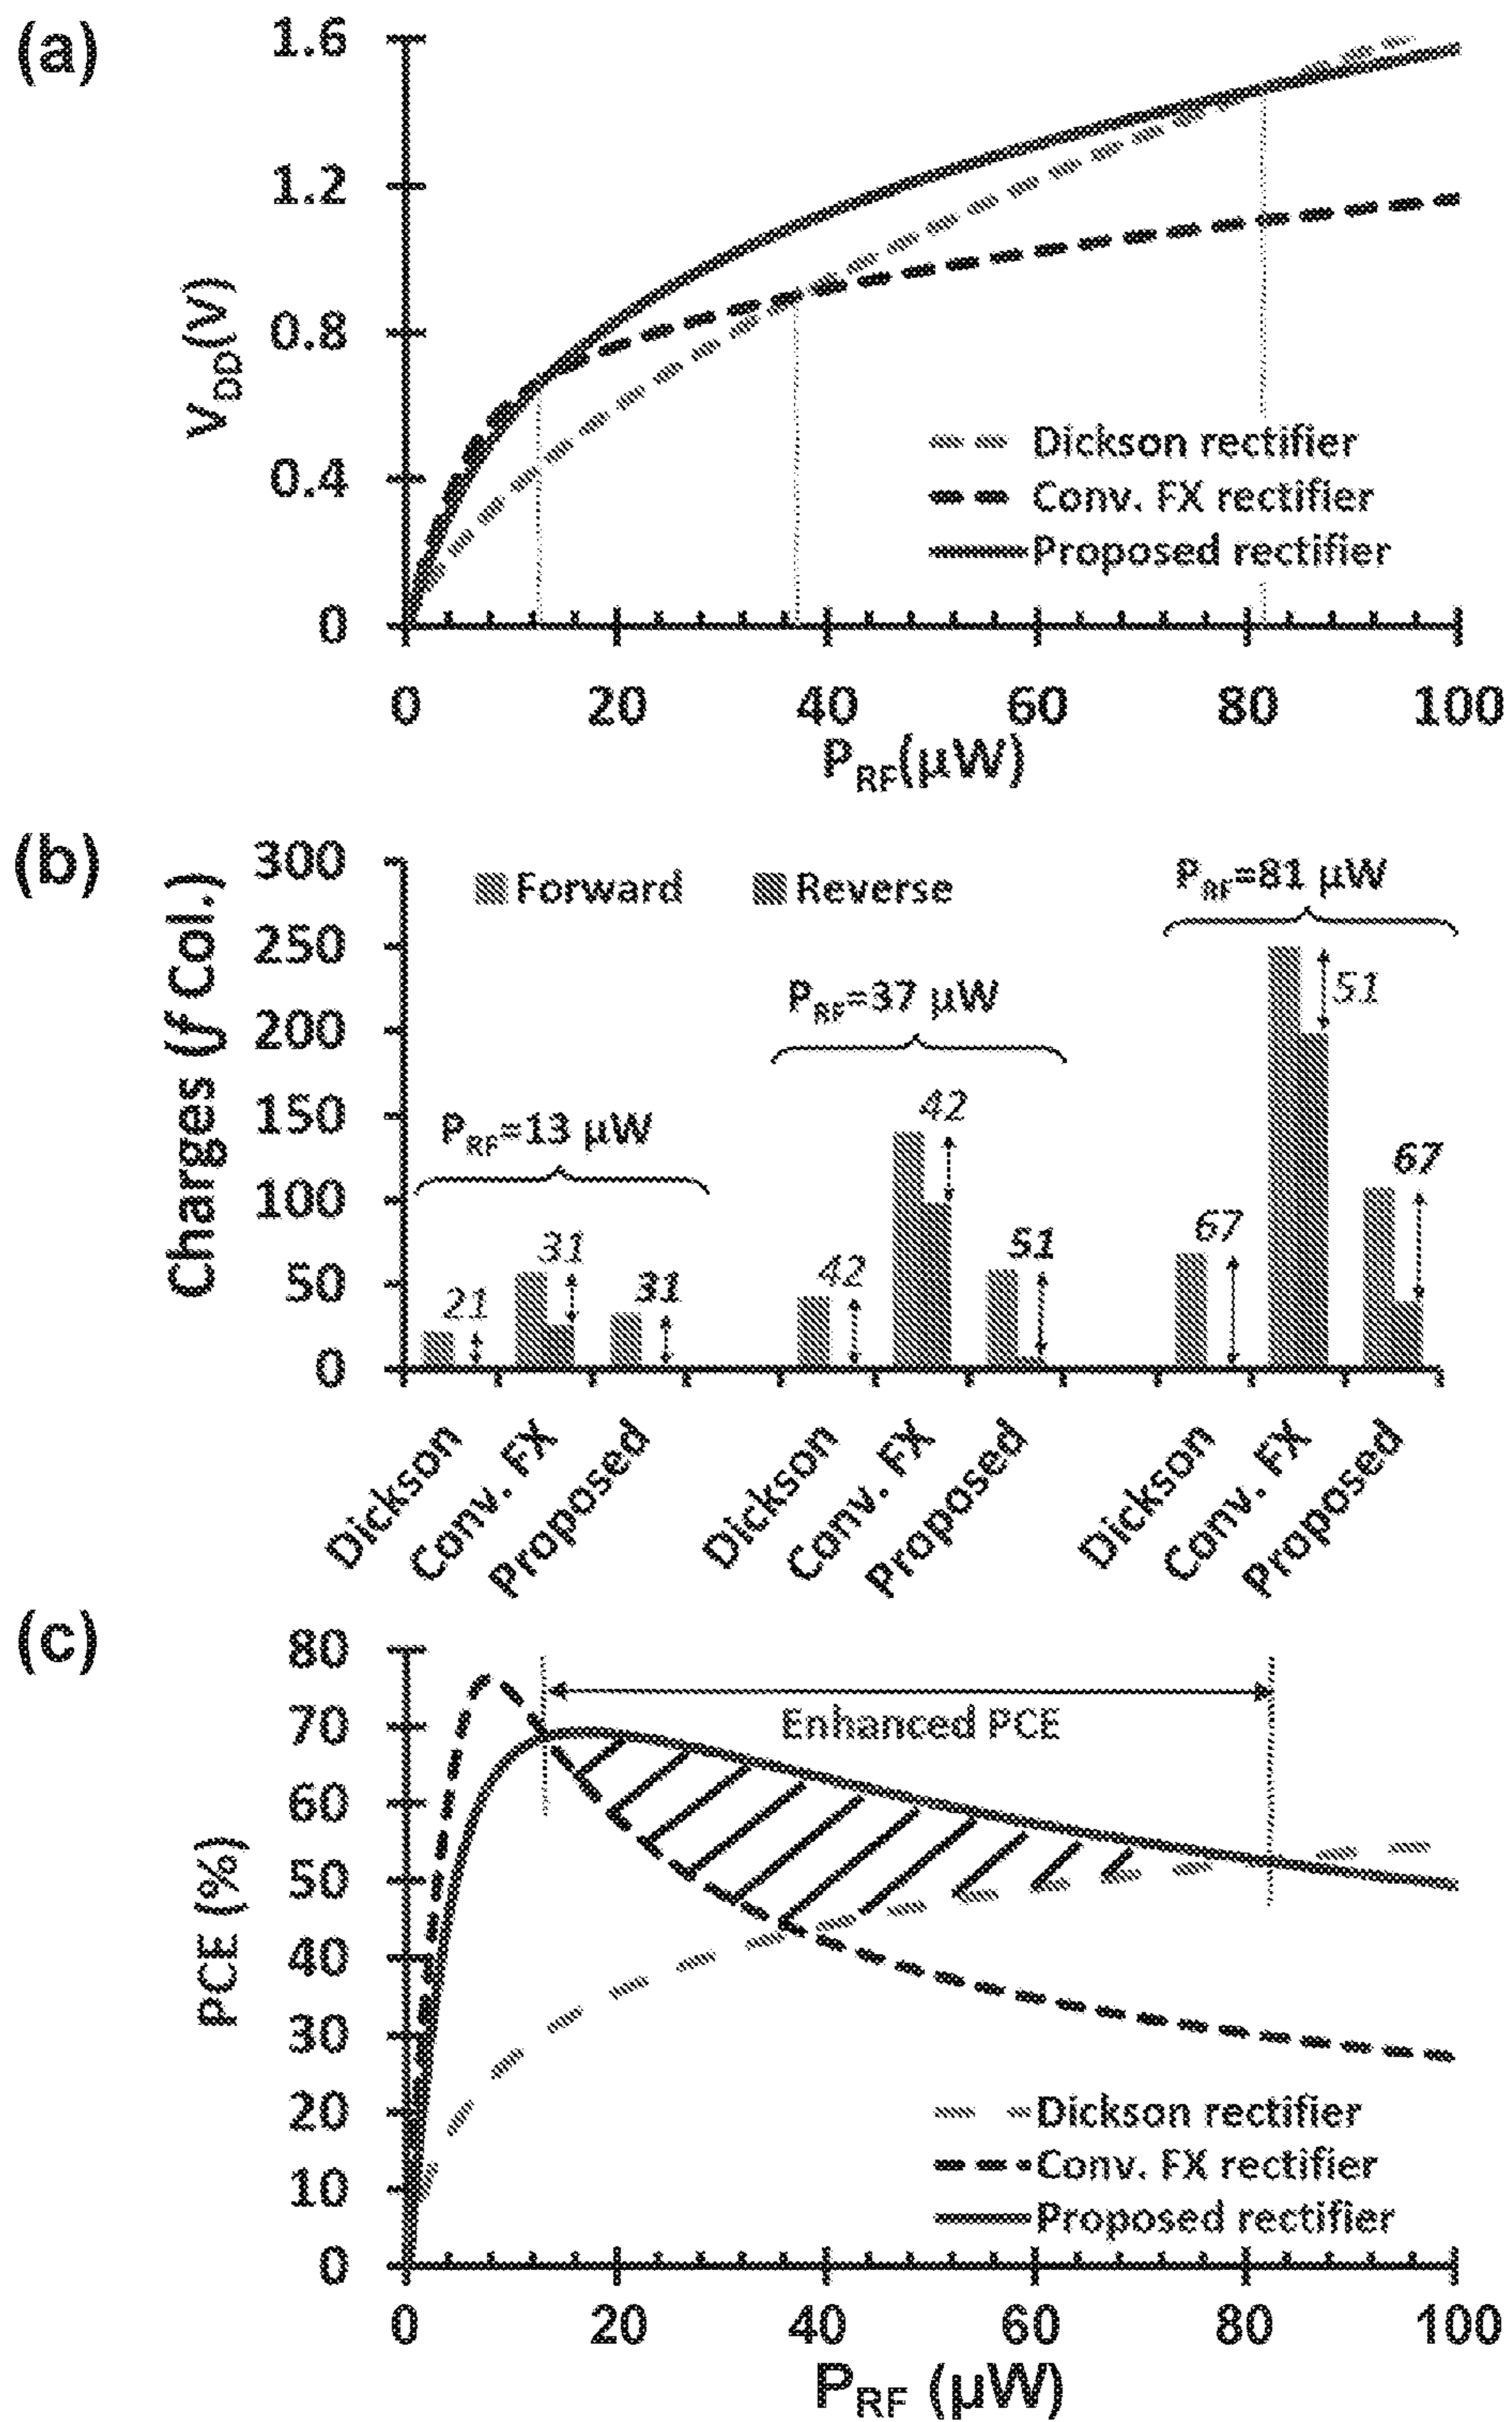 (a)
1.6
1.2
0.8
0.4
0
V_DD(V)
Dickson rectifier
Conv. FX rectifier
Proposed rectifier
0 20 40 60 80 100
P_RF(μW)
(b)
300
250
200
150
100
50
0
Charges (f Col.)
Forward Reverse
P_RF=81 μW
P_RF=37 μW
P_RF=13 μW
21 31 31 42 42 51 67 51 67
Dickson Conv. FX Proposed Dickson Conv. FX Proposed Dickson Conv. FX Proposed
(c)
80
70
60
50
40
30
20
10
0
PCE (%)
Enhanced PCE
Dickson rectifier
Conv. FX rectifier
Proposed rectifier
0 20 40 60 80 100
P_RF (μW)